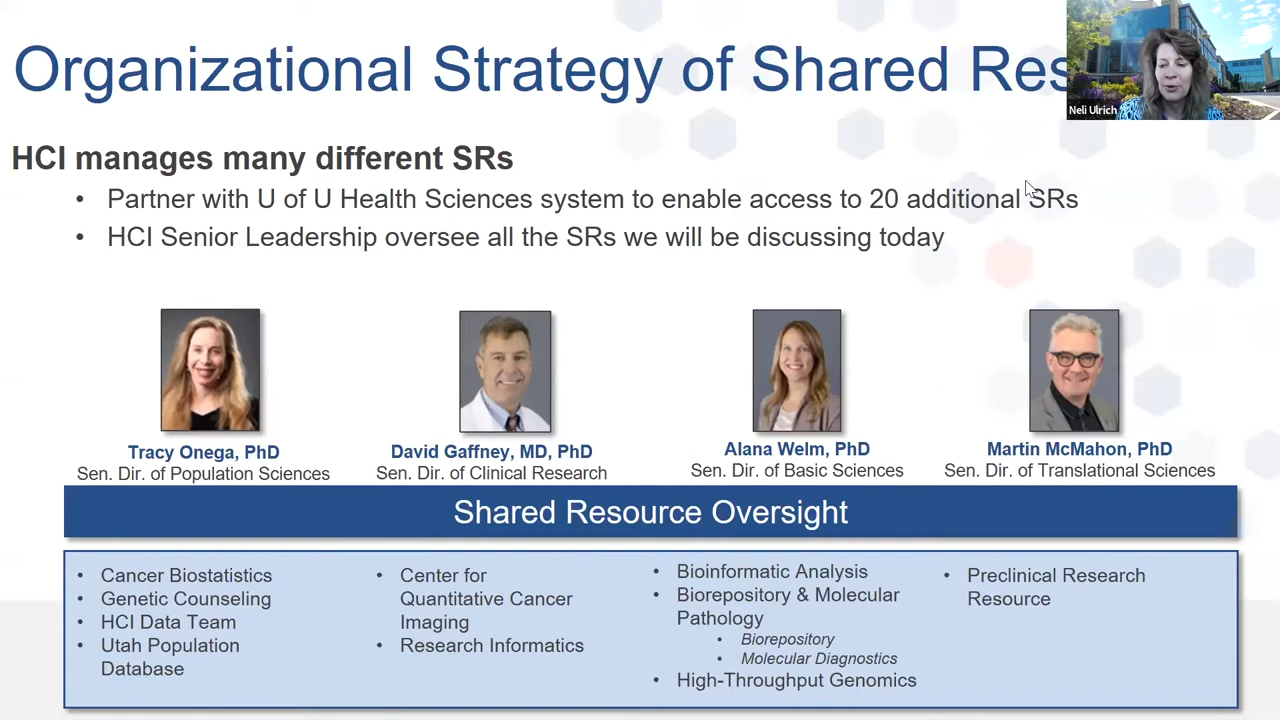 Organizational Strategy of Shared Res
Neli Ulrich
HCI manages many different SRs
• Partner with U of U Health Sciences system to enable access to 20 additional SRs
• HCI Senior Leadership oversee all the SRs we will be discussing today
Tracy Onega, PhD
Sen. Dir. of Population Sciences
David Gaffney, MD, PhD
Sen. Dir. of Clinical Research
Alana Welm, PhD
Sen. Dir. of Basic Sciences
Martin McMahon, PhD
Sen. Dir. of Translational Sciences
Shared Resource Oversight
• Cancer Biostatistics
• Genetic Counseling
• HCI Data Team
• Utah Population
Database
• Center for
Quantitative Cancer
Imaging
• Research Informatics
• Bioinformatic Analysis
• Biorepository & Molecular
Pathology
• Biorepository
• Molecular Diagnostics
• High-Throughput Genomics
• Preclinical Research
Resource